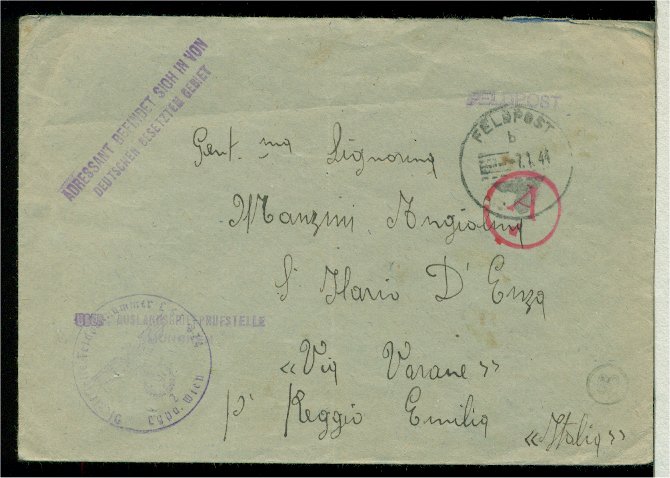 ADRESSANT BEFINDET SICH IN VON
DEUTSCHEN BESETZTEN GEBIET
FELDPOST
FELDPOST
b
7.1.44
A
Gent.ma Signorina
Manzini Angiolina
S' Ilario D' Enza
AUSLANDSBRIEFPRÜFSTELLE
«Via Varane»
p' Reggio Emilia
«Italia»